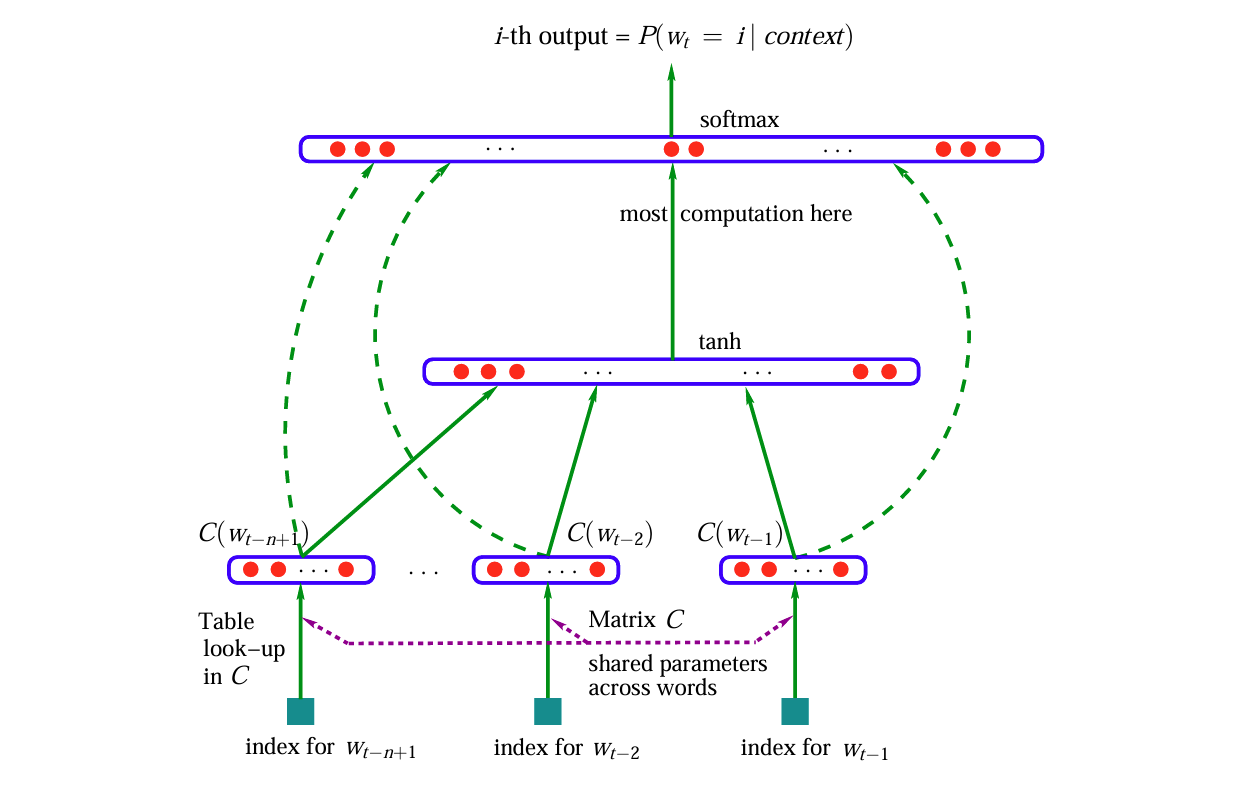 i-th output = P(w_t = i | context)
softmax
. . .
. . .
most computation here
tanh
. . .
. . .
C(w_{t−n+1})
C(w_{t−2})
C(w_{t−1})
. . .
. . .
. . .
. . .
Table
look−up
in C
Matrix C
shared parameters
across words
index for w_{t−n+1}
index for w_{t−2}
index for w_{t−1}